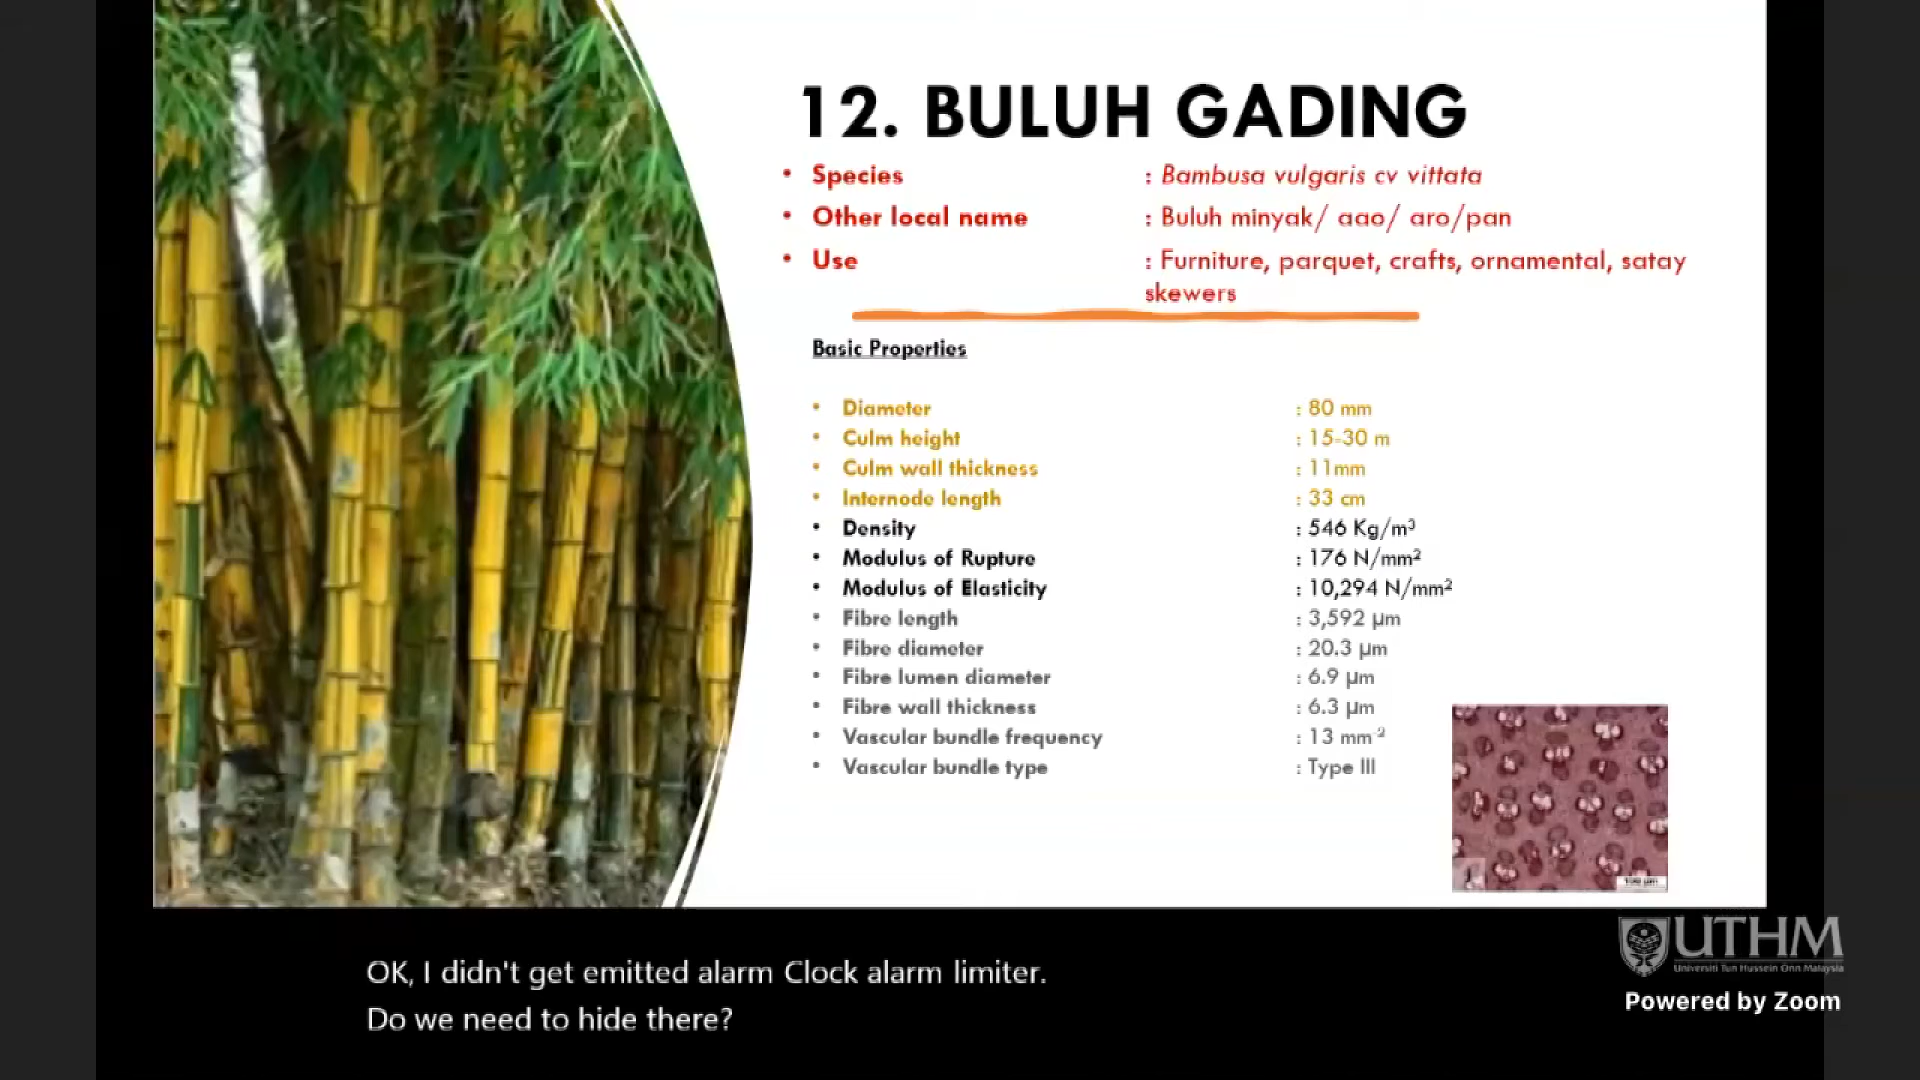 12. BULUH GADING
• Species : Bambusa vulgaris cv vittata
• Other local name : Buluh minyak/ aao/ aro/pan
• Use : Furniture, parquet, crafts, ornamental, satay
skewers
Basic Properties
• Diameter : 80 mm
• Culm height : 15-30 m
• Culm wall thickness : 11mm
• Internode length : 33 cm
• Density : 546 Kg/m³
• Modulus of Rupture : 176 N/mm²
• Modulus of Elasticity : 10,294 N/mm²
• Fibre length : 3,592 µm
• Fibre diameter : 20.3 µm
• Fibre lumen diameter : 6.9 µm
• Fibre wall thickness : 6.3 µm
• Vascular bundle frequency : 13 mm⁻²
• Vascular bundle type : Type III
UTHM
Universiti Tun Hussein Onn Malaysia
Powered by Zoom
OK, I didn't get emitted alarm Clock alarm limiter.
Do we need to hide there?